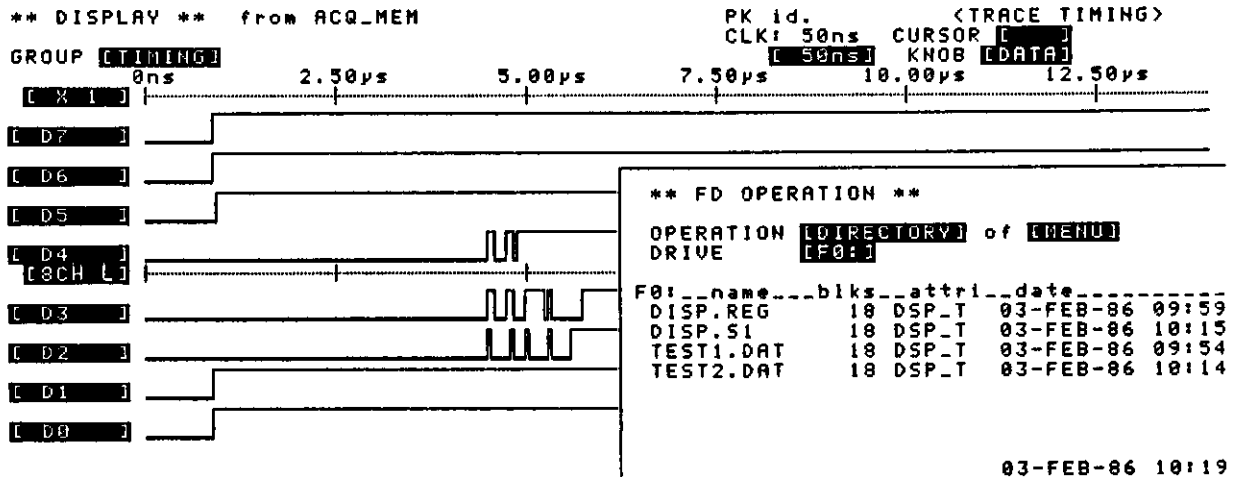 ** DISPLAY ** from ACQ_MEM PK id. <TRACE TIMING>
CLK: 50ns CURSOR [ ]
GROUP [TIMING] [ 50ns] KNOB [DATA]
0ns 2.50µs 5.00µs 7.50µs 10.00µs 12.50µs
[ X 1 ]
[ D7 ]
[ D6 ]
[ D5 ]
[ D4 ]
[8CH L]
[ D3 ]
[ D2 ]
[ D1 ]
[ D0 ]
** FD OPERATION **
OPERATION [DIRECTORY] of [MENU]
DRIVE [F0:]
F0:__name___blks__attri__date__________
DISP.REG 18 DSP_T 03-FEB-86 09:59
DISP.S1 18 DSP_T 03-FEB-86 10:15
TEST1.DAT 18 DSP_T 03-FEB-86 09:54
TEST2.DAT 18 DSP_T 03-FEB-86 10:14
03-FEB-86 10:19